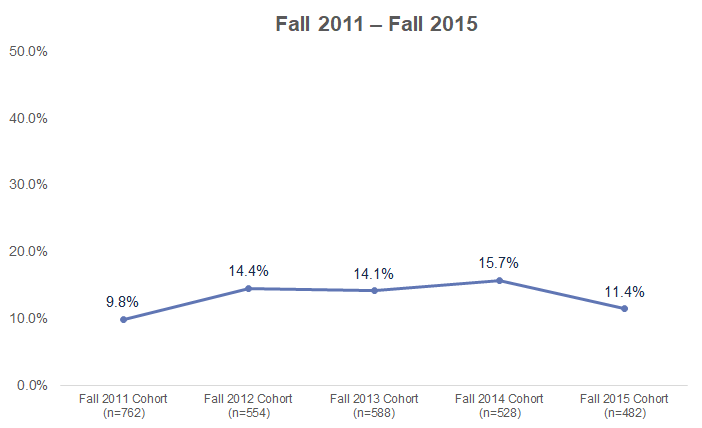 Fall 2011 – Fall 2015
50.0%
40.0%
30.0%
20.0%
10.0%
0.0%
9.8%
14.4%
14.1%
15.7%
11.4%
Fall 2011 Cohort
(n=762)
Fall 2012 Cohort
(n=554)
Fall 2013 Cohort
(n=588)
Fall 2014 Cohort
(n=528)
Fall 2015 Cohort
(n=482)